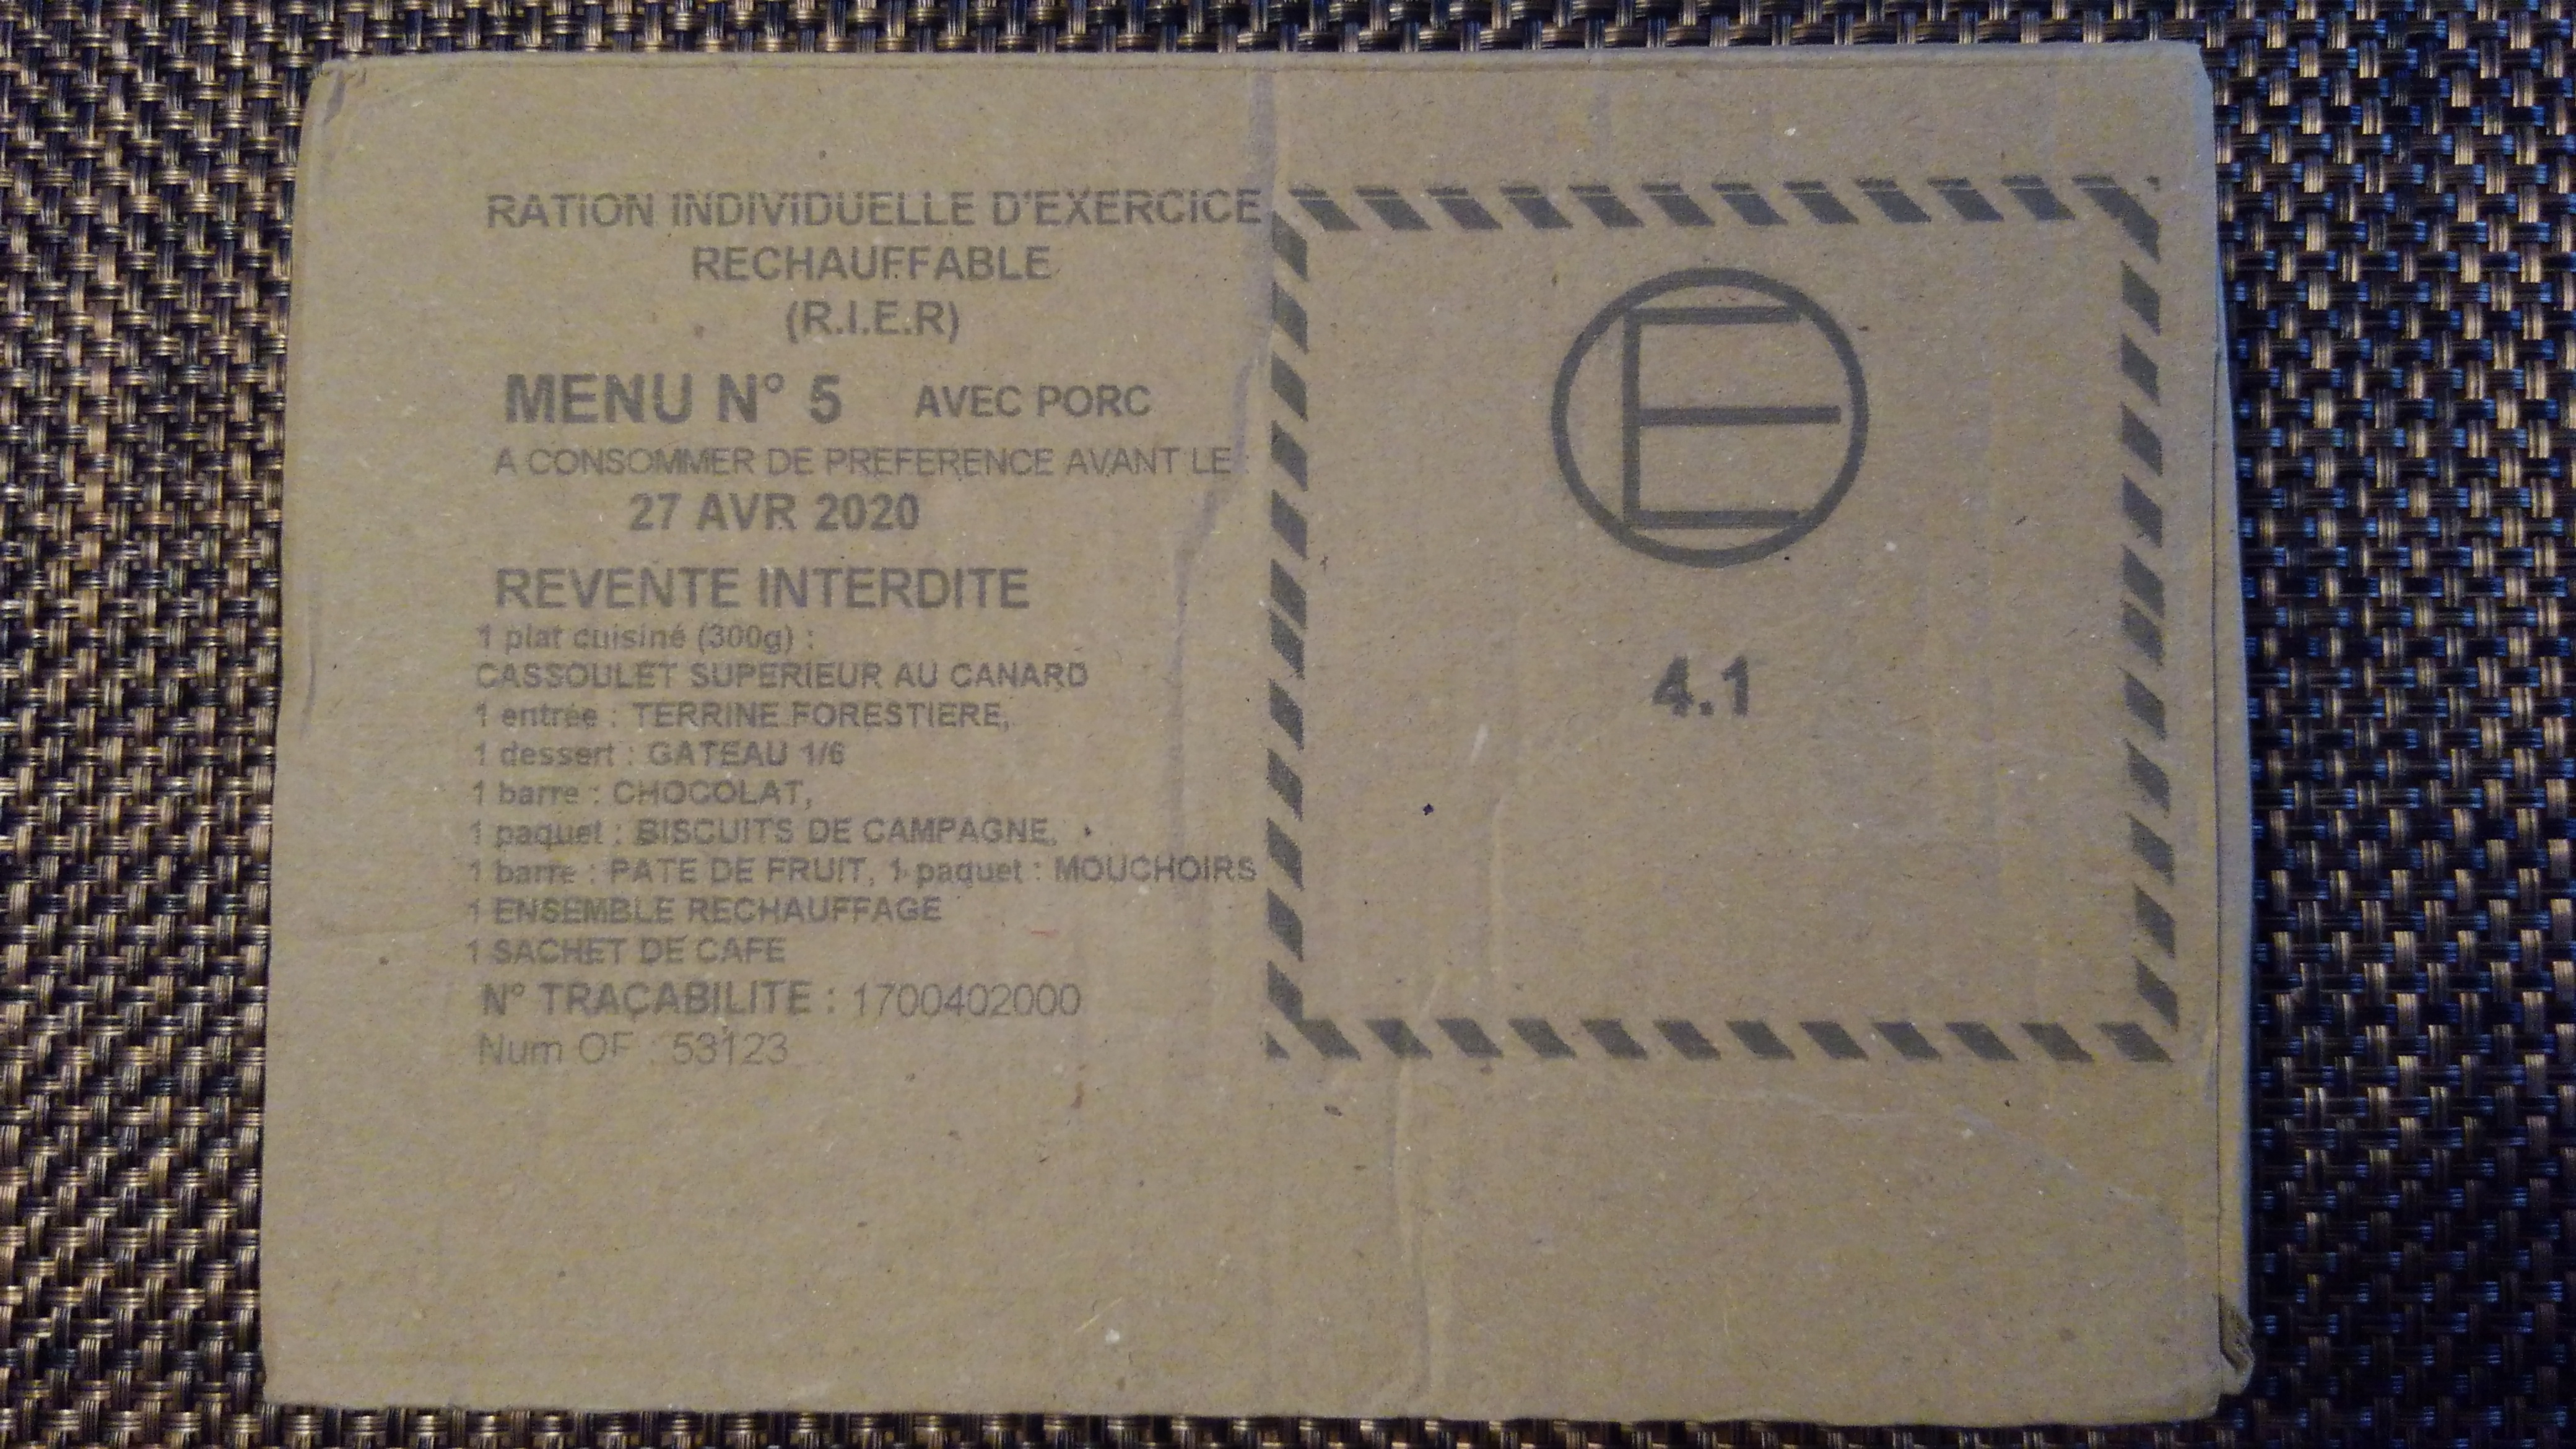 RATION INDIVIDUELLE D'EXERCICE
RECHAUFFABLE
(R.I.E.R)
MENU N° 5 AVEC PORC
A CONSOMMER DE PREFERENCE AVANT LE :
27 AVR 2020
REVENTE INTERDITE
1 plat cuisiné (300g) :
CASSOULET SUPERIEUR AU CANARD
1 entrée : TERRINE FORESTIERE,
1 dessert : GATEAU 1/6
1 barre : CHOCOLAT,
1 paquet : BISCUITS DE CAMPAGNE,
1 barre : PATE DE FRUIT, 1 paquet : MOUCHOIRS
1 ENSEMBLE RECHAUFFAGE
1 SACHET DE CAFE
N° TRAÇABILITE : 1700402000
Num OF : 53123
E
4.1